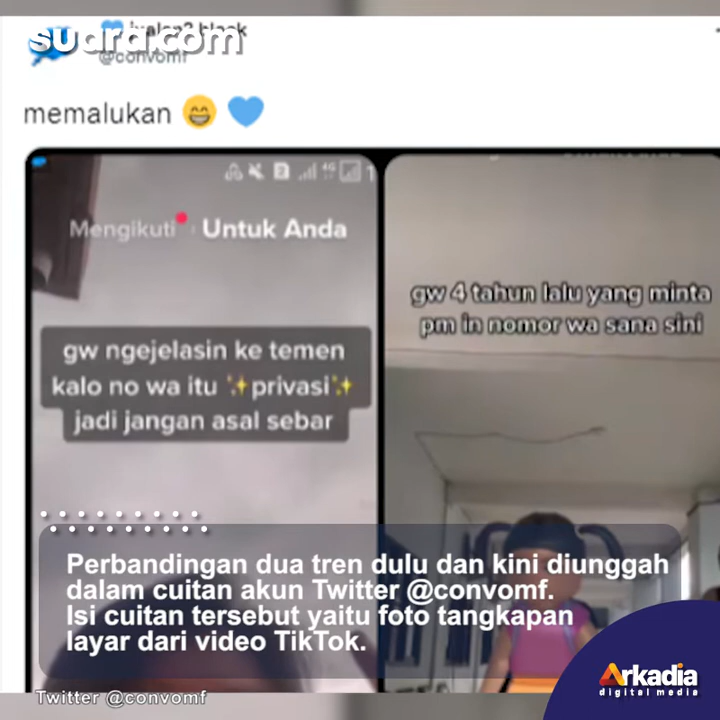 suara.com
@convomf
memalukan 😁 💙
Mengikuti Untuk Anda
gw ngejelasin ke temen
kalo no wa itu ✨privasi✨
jadi jangan asal sebar
gw 4 tahun lalu yang minta
pm in nomor wa sana sini
Perbandingan dua tren dulu dan kini diunggah
dalam cuitan akun Twitter @convomf.
Isi cuitan tersebut yaitu foto tangkapan
layar dari video TikTok.
Twitter @convomf
Arkadia
digital media